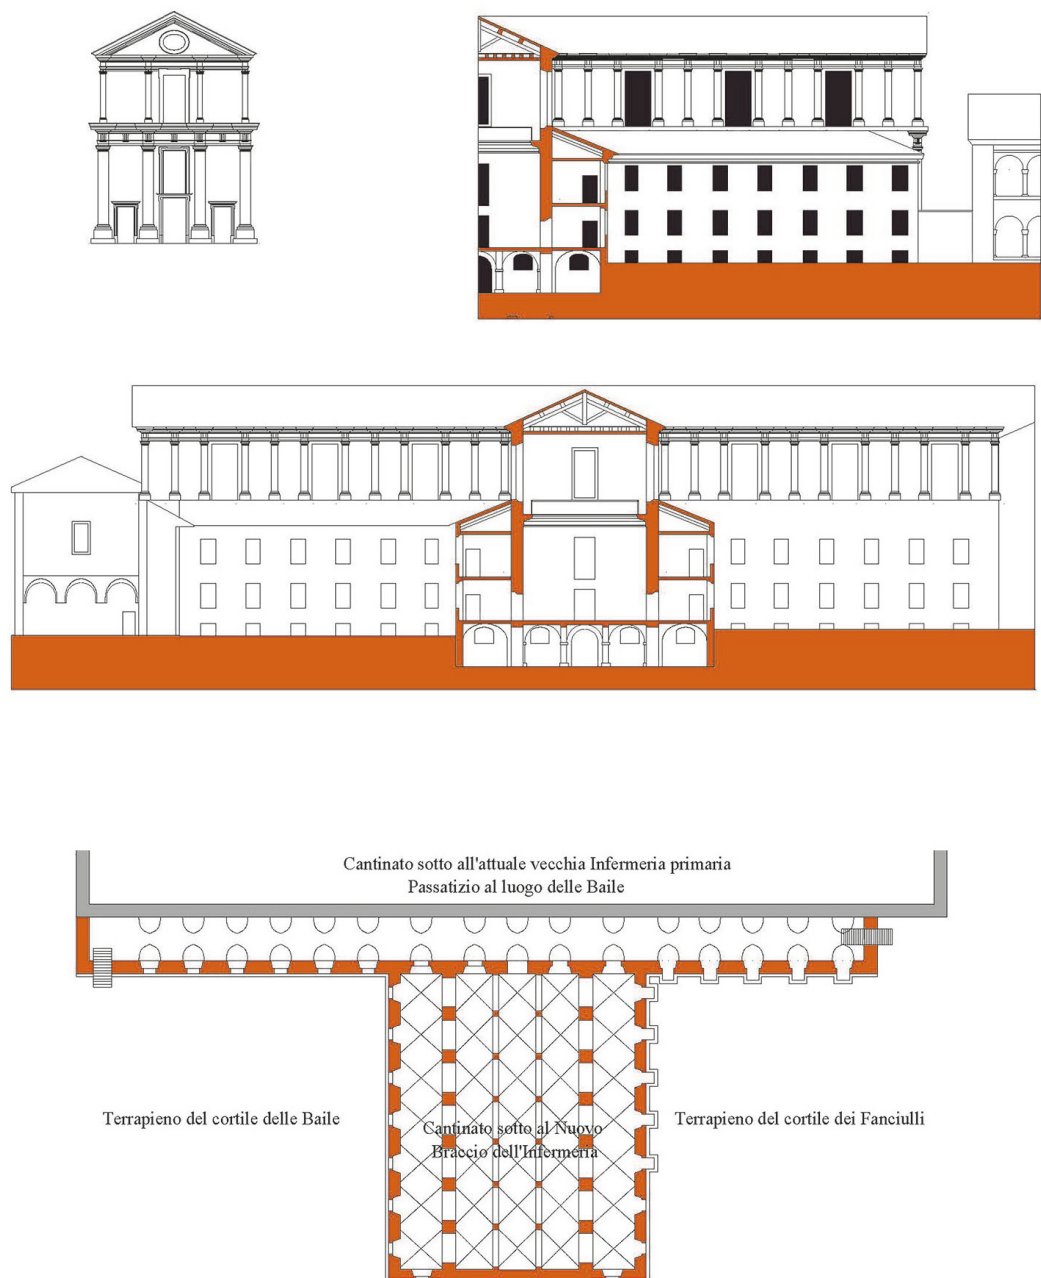 Cantinato sotto all'attuale vecchia Infermeria primaria
Passatizio al luogo delle Baile
Terrapieno del cortile delle Baile
Cantinato sotto al Nuovo
Braccio dell'Infermeria
Terrapieno del cortile dei Fanciulli